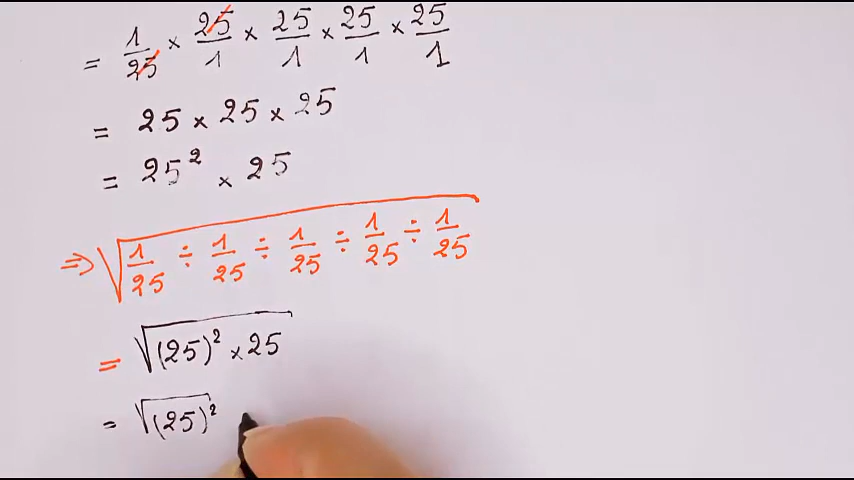 = 1/25 × 25/1 × 25/1 × 25/1 × 25/1
= 25 × 25 × 25
= 25² × 25
⇒ √(1/25 ÷ 1/25 ÷ 1/25 ÷ 1/25 ÷ 1/25)
= √((25)² × 25)
= √((25)²)